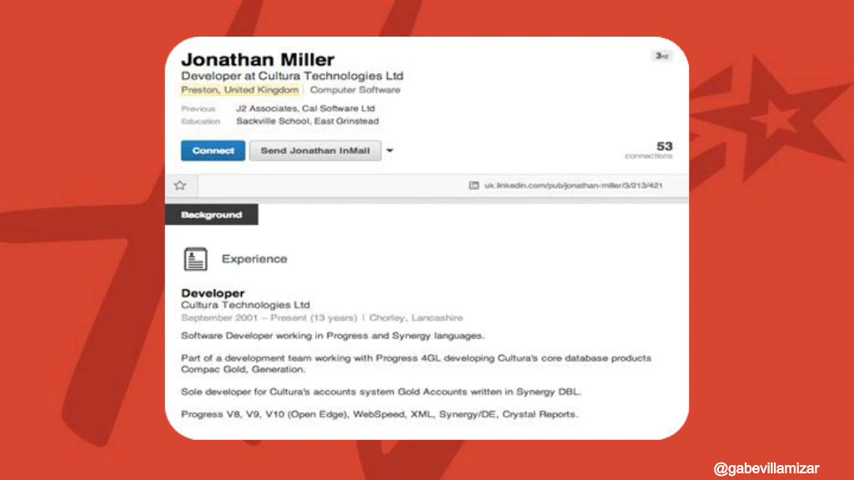 Jonathan Miller
3rd
Developer at Cultura Technologies Ltd
Preston, United Kingdom | Computer Software
Previous J2 Associates, Cal Software Ltd
Education Sackville School, East Grinstead
Connect Send Jonathan InMail
53
connections
uk.linkedin.com/pub/jonathan-miller/3/213/421
Background
Experience
Developer
Cultura Technologies Ltd
September 2001 – Present (13 years) | Chorley, Lancashire
Software Developer working in Progress and Synergy languages.
Part of a development team working with Progress 4GL developing Cultura's core database products
Compac Gold, Generation.
Sole developer for Cultura's accounts system Gold Accounts written in Synergy DBL.
Progress V8, V9, V10 (Open Edge), WebSpeed, XML, Synergy/DE, Crystal Reports.
@gabevillamizar